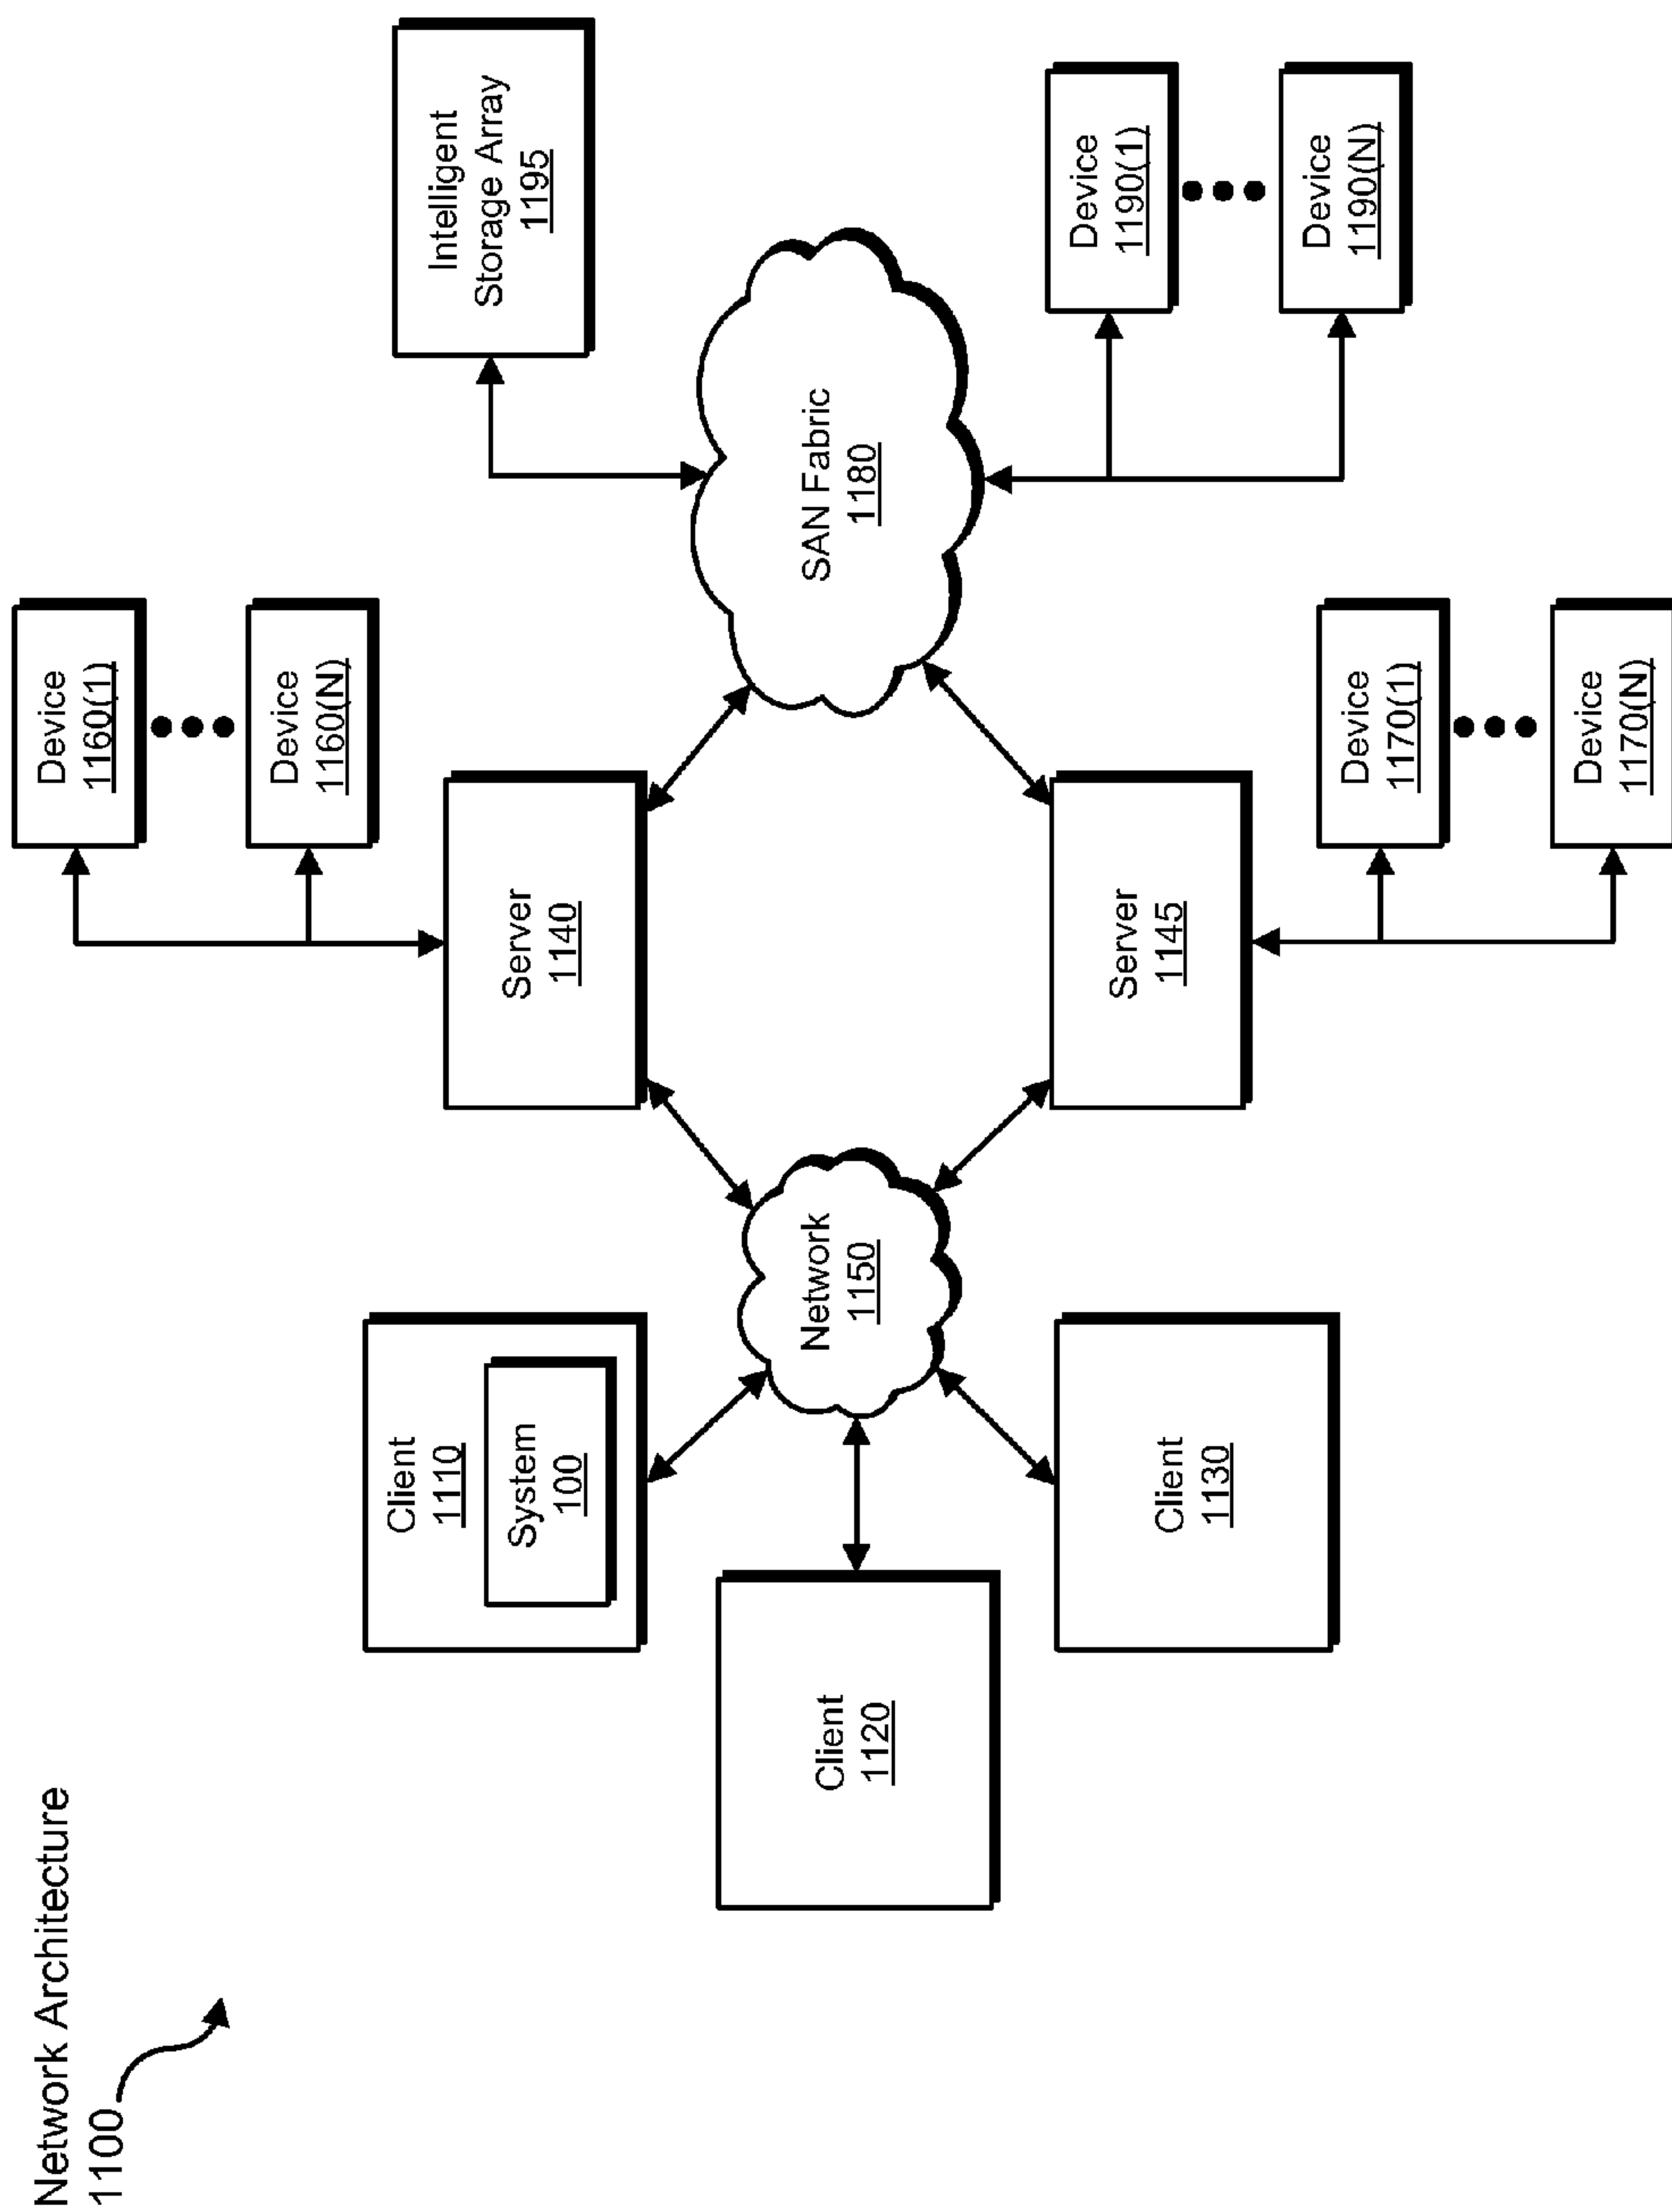 Network Architecture
1100
Client
1110
System
100
Client
1120
Client
1130
Network
1150
Server
1140
Server
1145
Device
1160(1)
Device
1160(N)
Device
1170(1)
Device
1170(N)
SAN Fabric
1180
Intelligent
Storage Array
1195
Device
1190(1)
Device
1190(N)